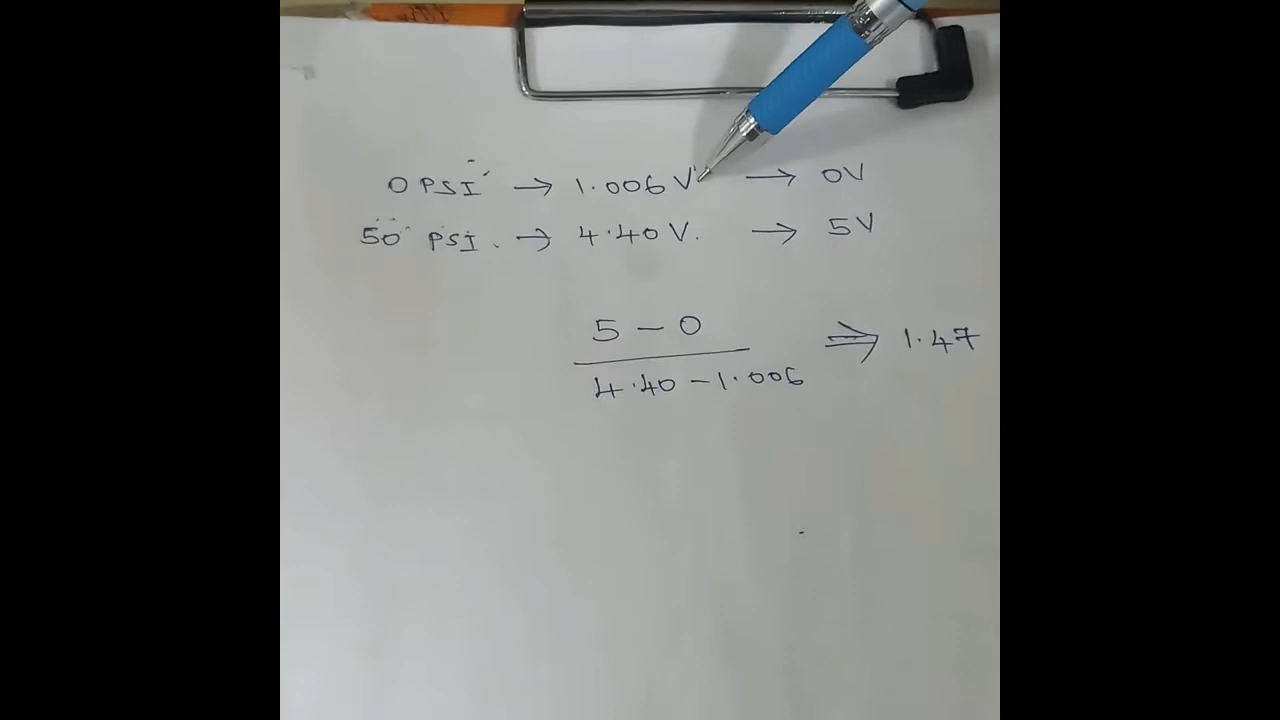 0 PSI → 1.006 V → 0V
50 PSI. → 4.40 V. → 5V
5 - 0
4.40 - 1.006 ⇒ 1.47